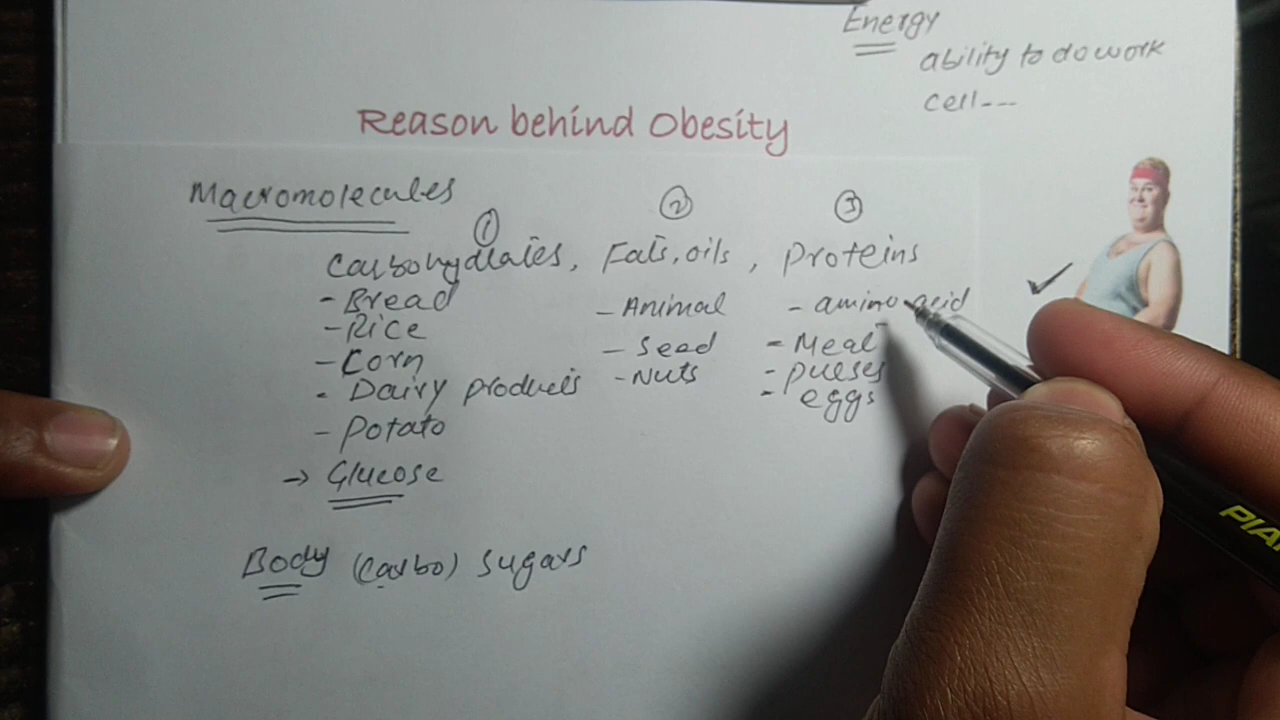 Energy
ability to do work
cell---
Reason behind Obesity
Macromolecules
① ② ③
Carbohydrates, Fats, oils, Proteins
- Bread
- Rice
- Corn
- Dairy products
- Potato
→ Glucose
- Animal
- Seed
- Nuts
- amino acid
- Meat
- pulses
- eggs
Body (carbo) sugars